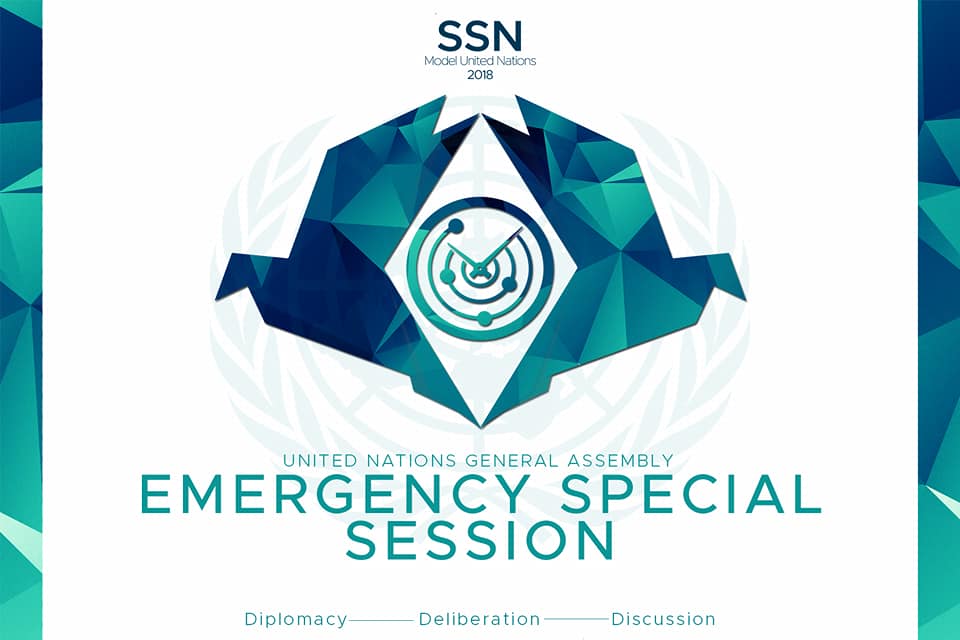 SSN
Model United Nations
2018
UNITED NATIONS GENERAL ASSEMBLY
EMERGENCY SPECIAL
SESSION
Diplomacy Deliberation Discussion